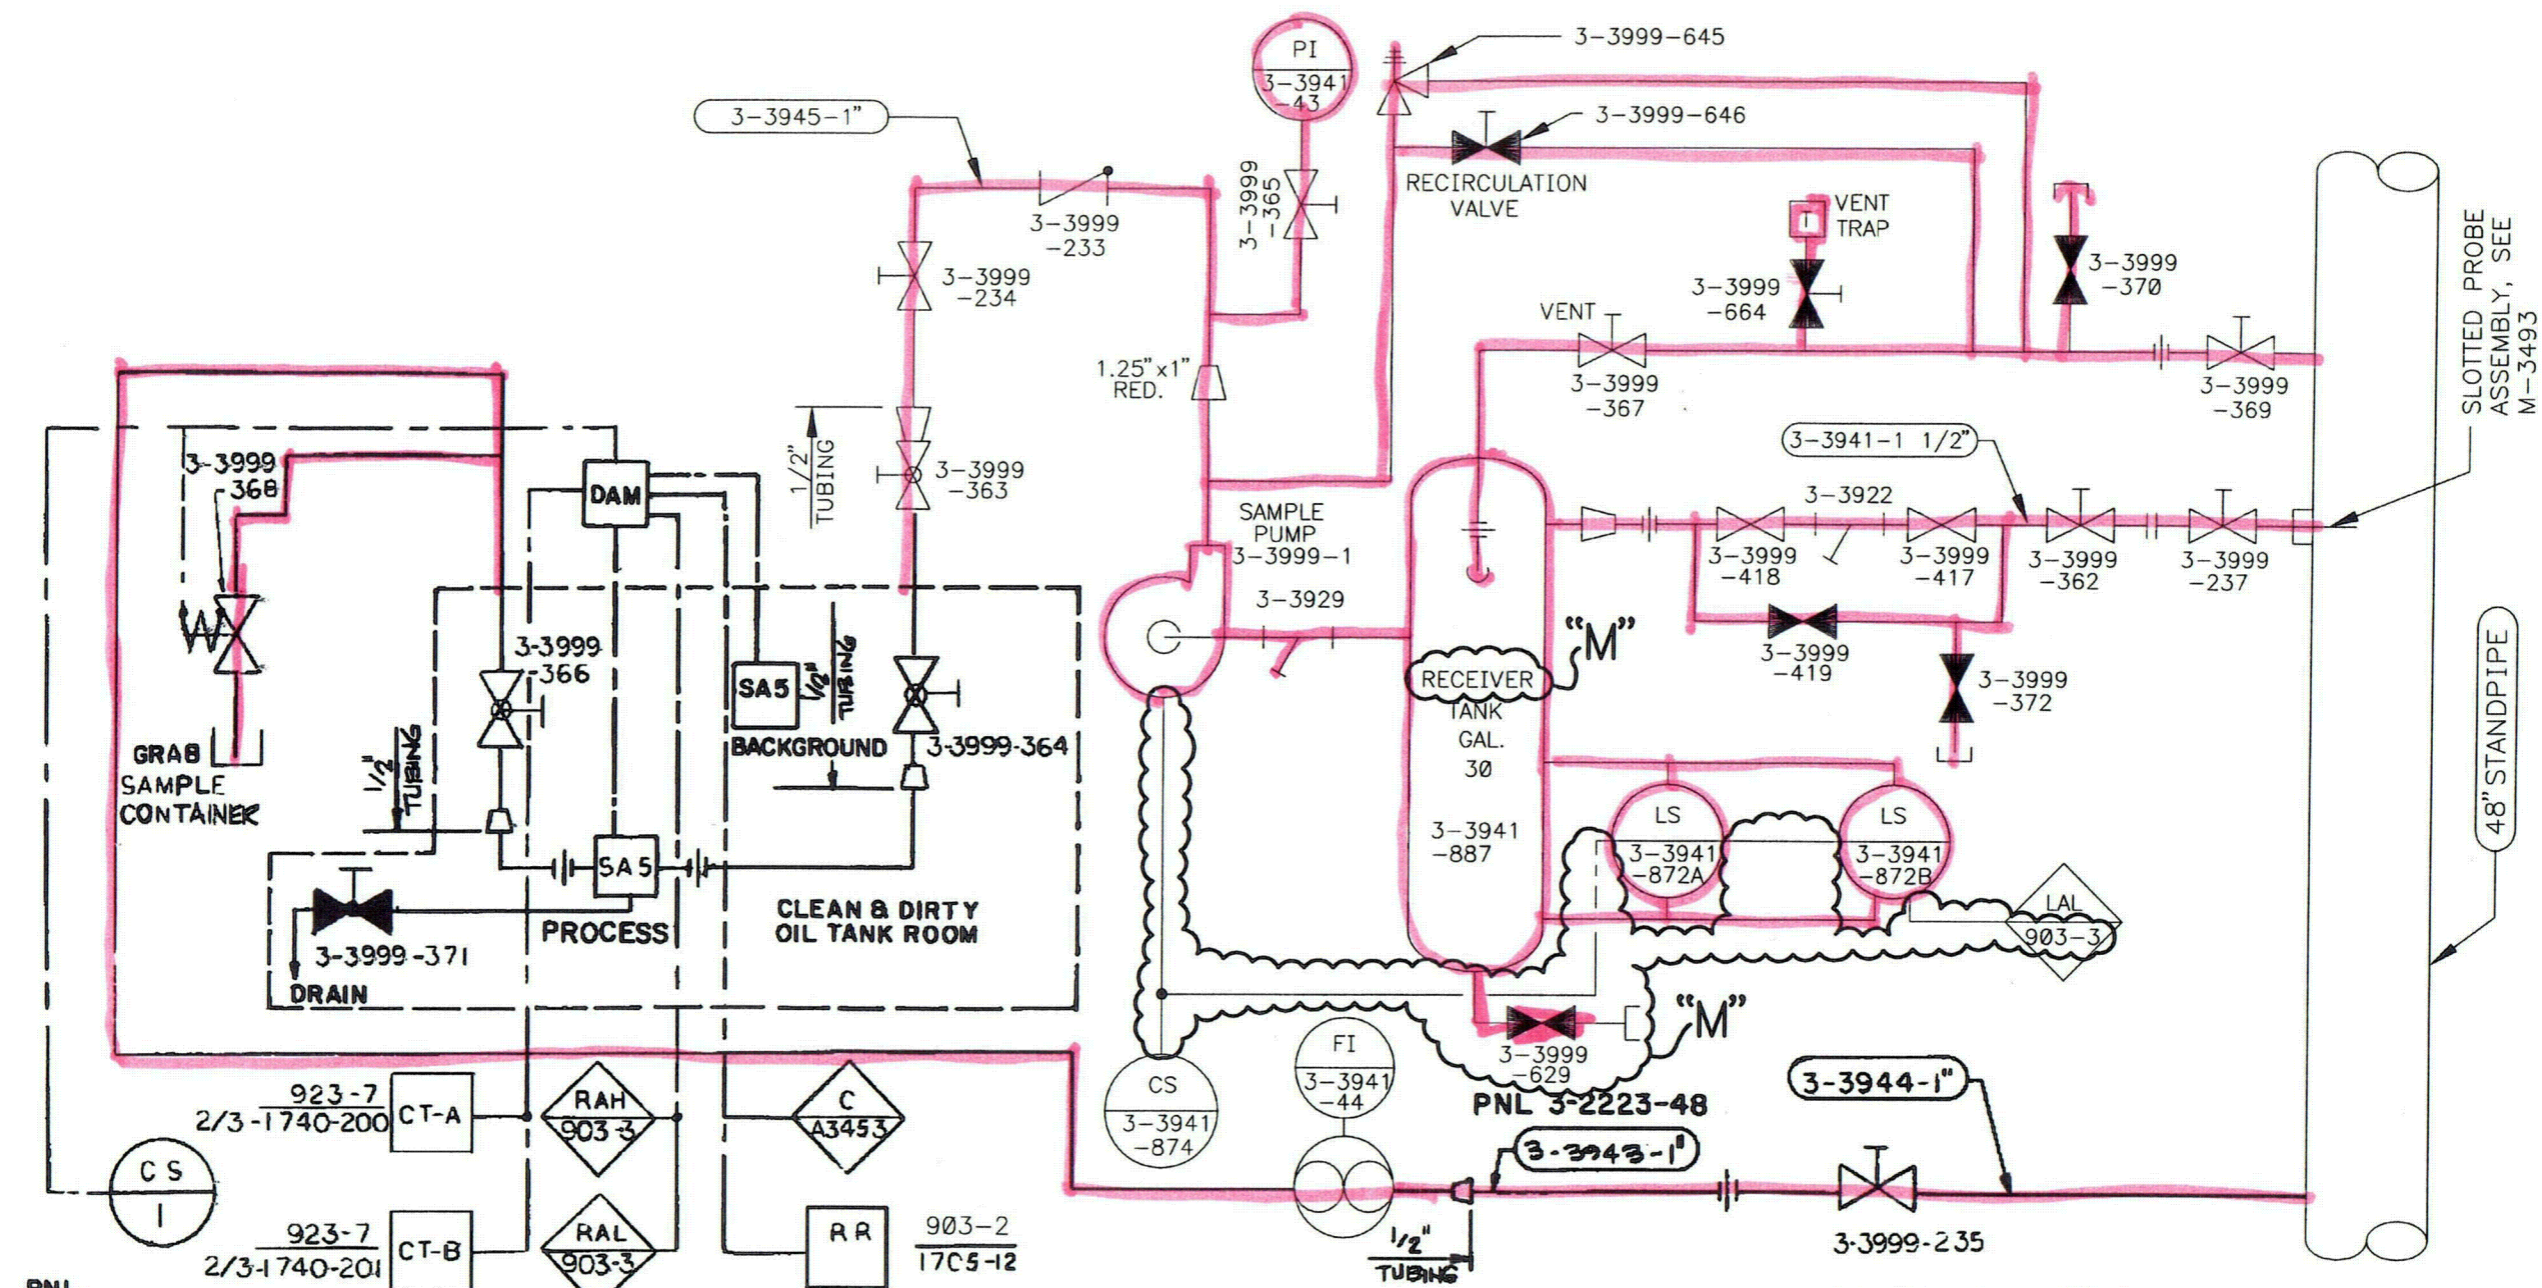 PI
3-3941
-43
3-3999-645
3-3945-1"
3-3999-646
RECIRCULATION
VALVE
3-3999
-365
3-3999
-233
3-3999
-234
VENT
TRAP
3-3999
-664
3-3999
-370
VENT
3-3999
-367
3-3999
-369
SLOTTED PROBE
ASSEMBLY, SEE
M-3493
1.25"x1"
RED.
1/2"
TUBING
3-3999
-363
3-3999
368
DAM
SAMPLE
PUMP
3-3999-1
3-3929
3-3941-1 1/2"
3-3922
3-3999
-418
3-3999
-417
3-3999
-362
3-3999
-237
3-3999
-419
3-3999
-372
"M"
RECEIVER
TANK
GAL.
30
3-3941
-887
48" STANDPIPE
3-3999
-366
SA5
1/2"
TUBING
BACKGROUND
3-3999-364
GRAB
SAMPLE
CONTAINER
1/2"
TUBING
SA5
PROCESS
CLEAN & DIRTY
OIL TANK ROOM
3-3999-371
DRAIN
LS
3-3941
-872A
LS
3-3941
-872B
LAL
903-3
"M"
3-3999
-629
PNL 3-2223-48
FI
3-3941
-44
CS
3-3941
-874
3-3944-1"
3-3943-1"
3-3999-235
1/2"
TUBING
923-7
2/3-1740-200
CT-A
RAH
903-3
C
A3453
CS
1
923-7
2/3-1740-201
CT-B
RAL
903-3
RR
903-2
1705-12
PNL